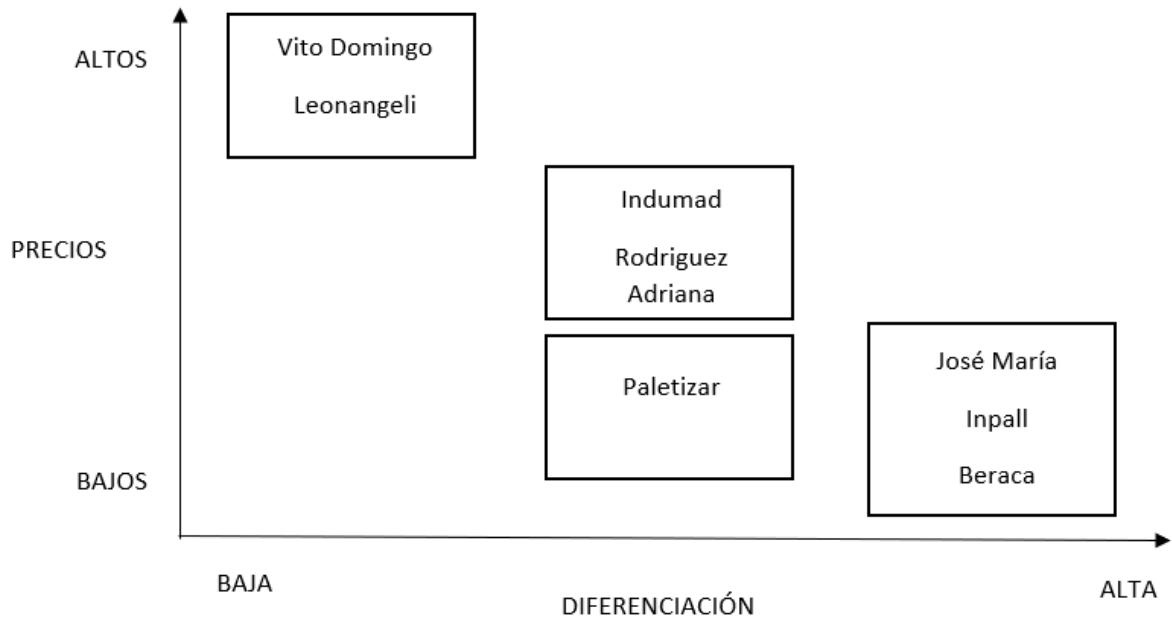 ALTOS
Vito Domingo
Leonangeli
PRECIOS
Indumad
Rodriguez
Adriana
Paletizar
José María
Inpall
Beraca
BAJOS
BAJA
DIFERENCIACIÓN
ALTA